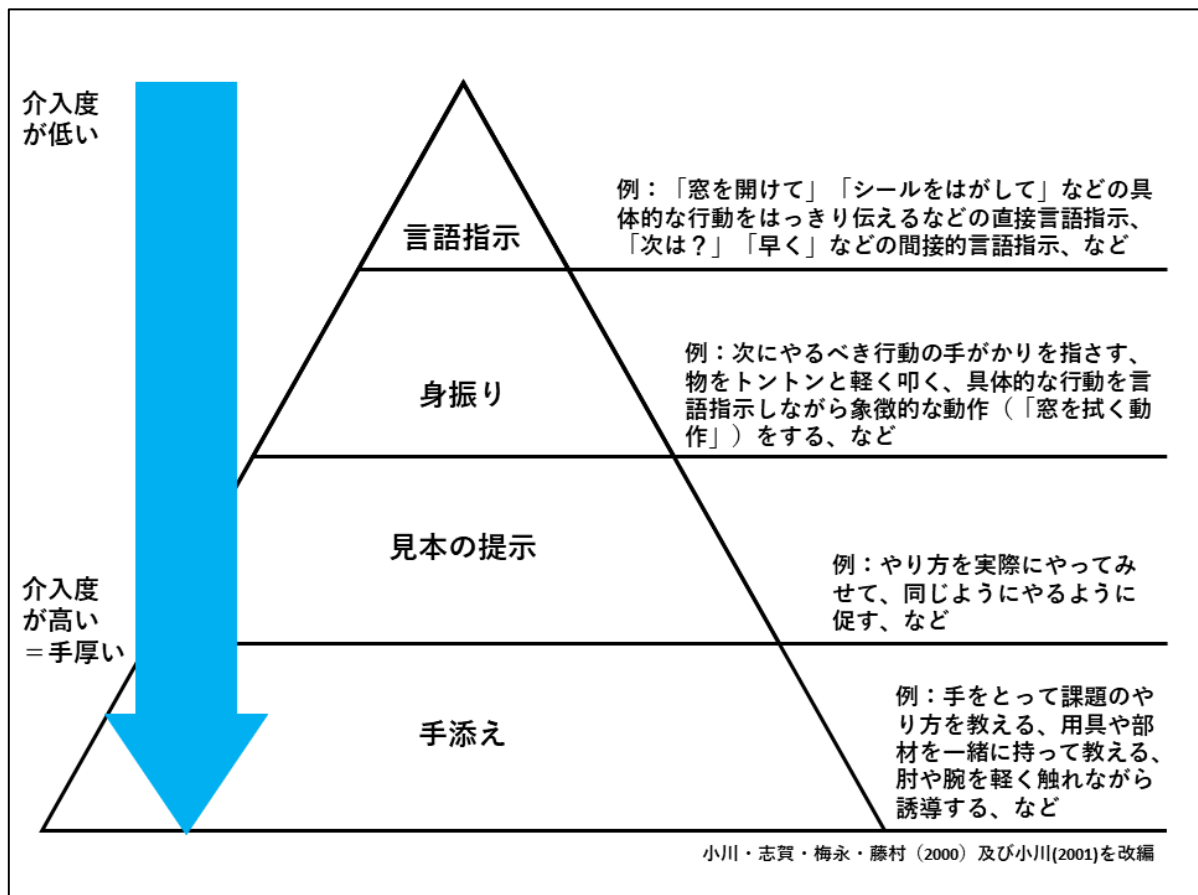 介入度
が低い
言語指示
例：「窓を開けて」「シールをはがして」などの具
体的な行動をはっきり伝えるなどの直接言語指示、
「次は？」「早く」などの間接的言語指示、など
身振り
例：次にやるべき行動の手がかりを指さす、
物をトントンと軽く叩く、具体的な行動を言
語指示しながら象徴的な動作（「窓を拭く動
作」）をする、など
見本の提示
例：やり方を実際にやってみ
せて、同じようにやるように
促す、など
介入度
が高い
＝手厚い
手添え
例：手をとって課題のや
り方を教える、用具や部
材を一緒に持って教える、
肘や腕を軽く触れながら
誘導する、など
小川・志賀・梅永・藤村（2000）及び小川(2001)を改編